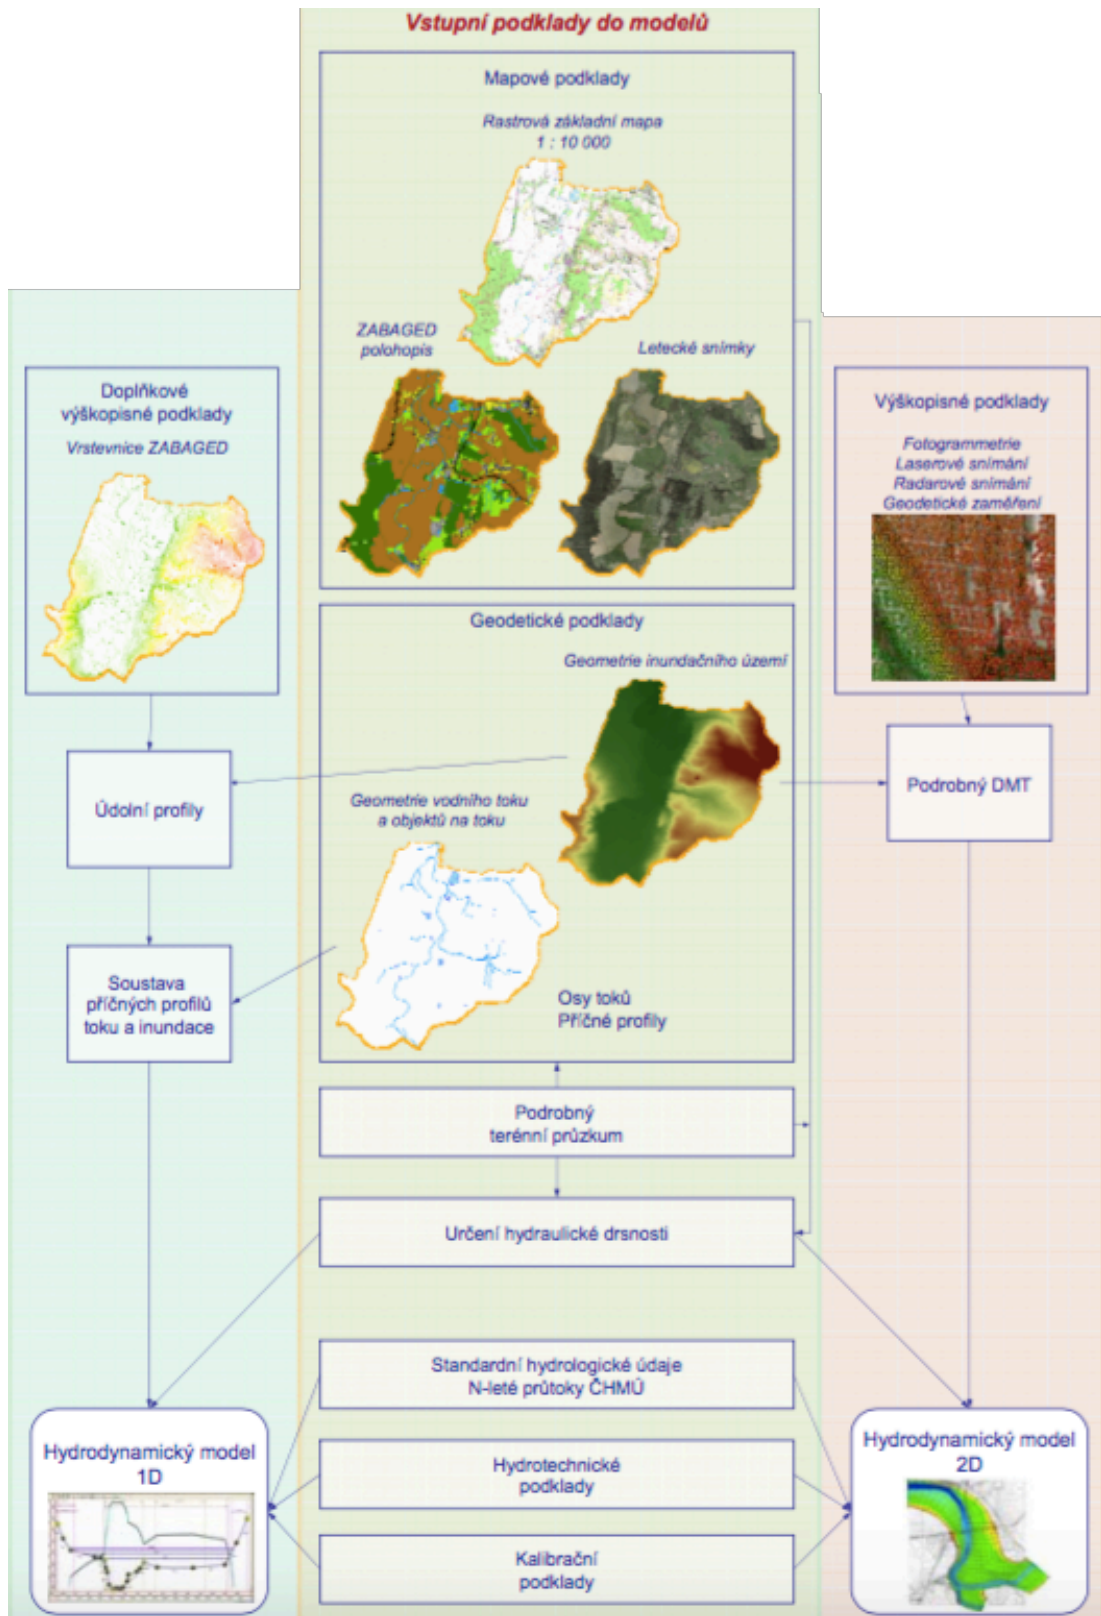 Vstupní podklady do modelů
Mapové podklady
Rastrová základní mapa
1 : 10 000
ZABAGED
polohopis
Letecké snímky
Doplňkové
výškopisné podklady
Vrstevnice ZABAGED
Výškopisné podklady
Fotogrammetrie
Laserové snímání
Radarové snímání
Geodetické zaměření
Geodetické podklady
Geometrie inundačního území
Údolní profily
Podrobný DMT
Geometrie vodního toku
a objektů na toku
Soustava
příčných profilů
toku a inundace
Osy toků
Příčné profily
Podrobný
terénní průzkum
Určení hydraulické drsnosti
Standardní hydrologické údaje
N-leté průtoky ČHMÚ
Hydrodynamický model
1D
Hydrotechnické
podklady
Hydrodynamický model
2D
Kalibrační
podklady